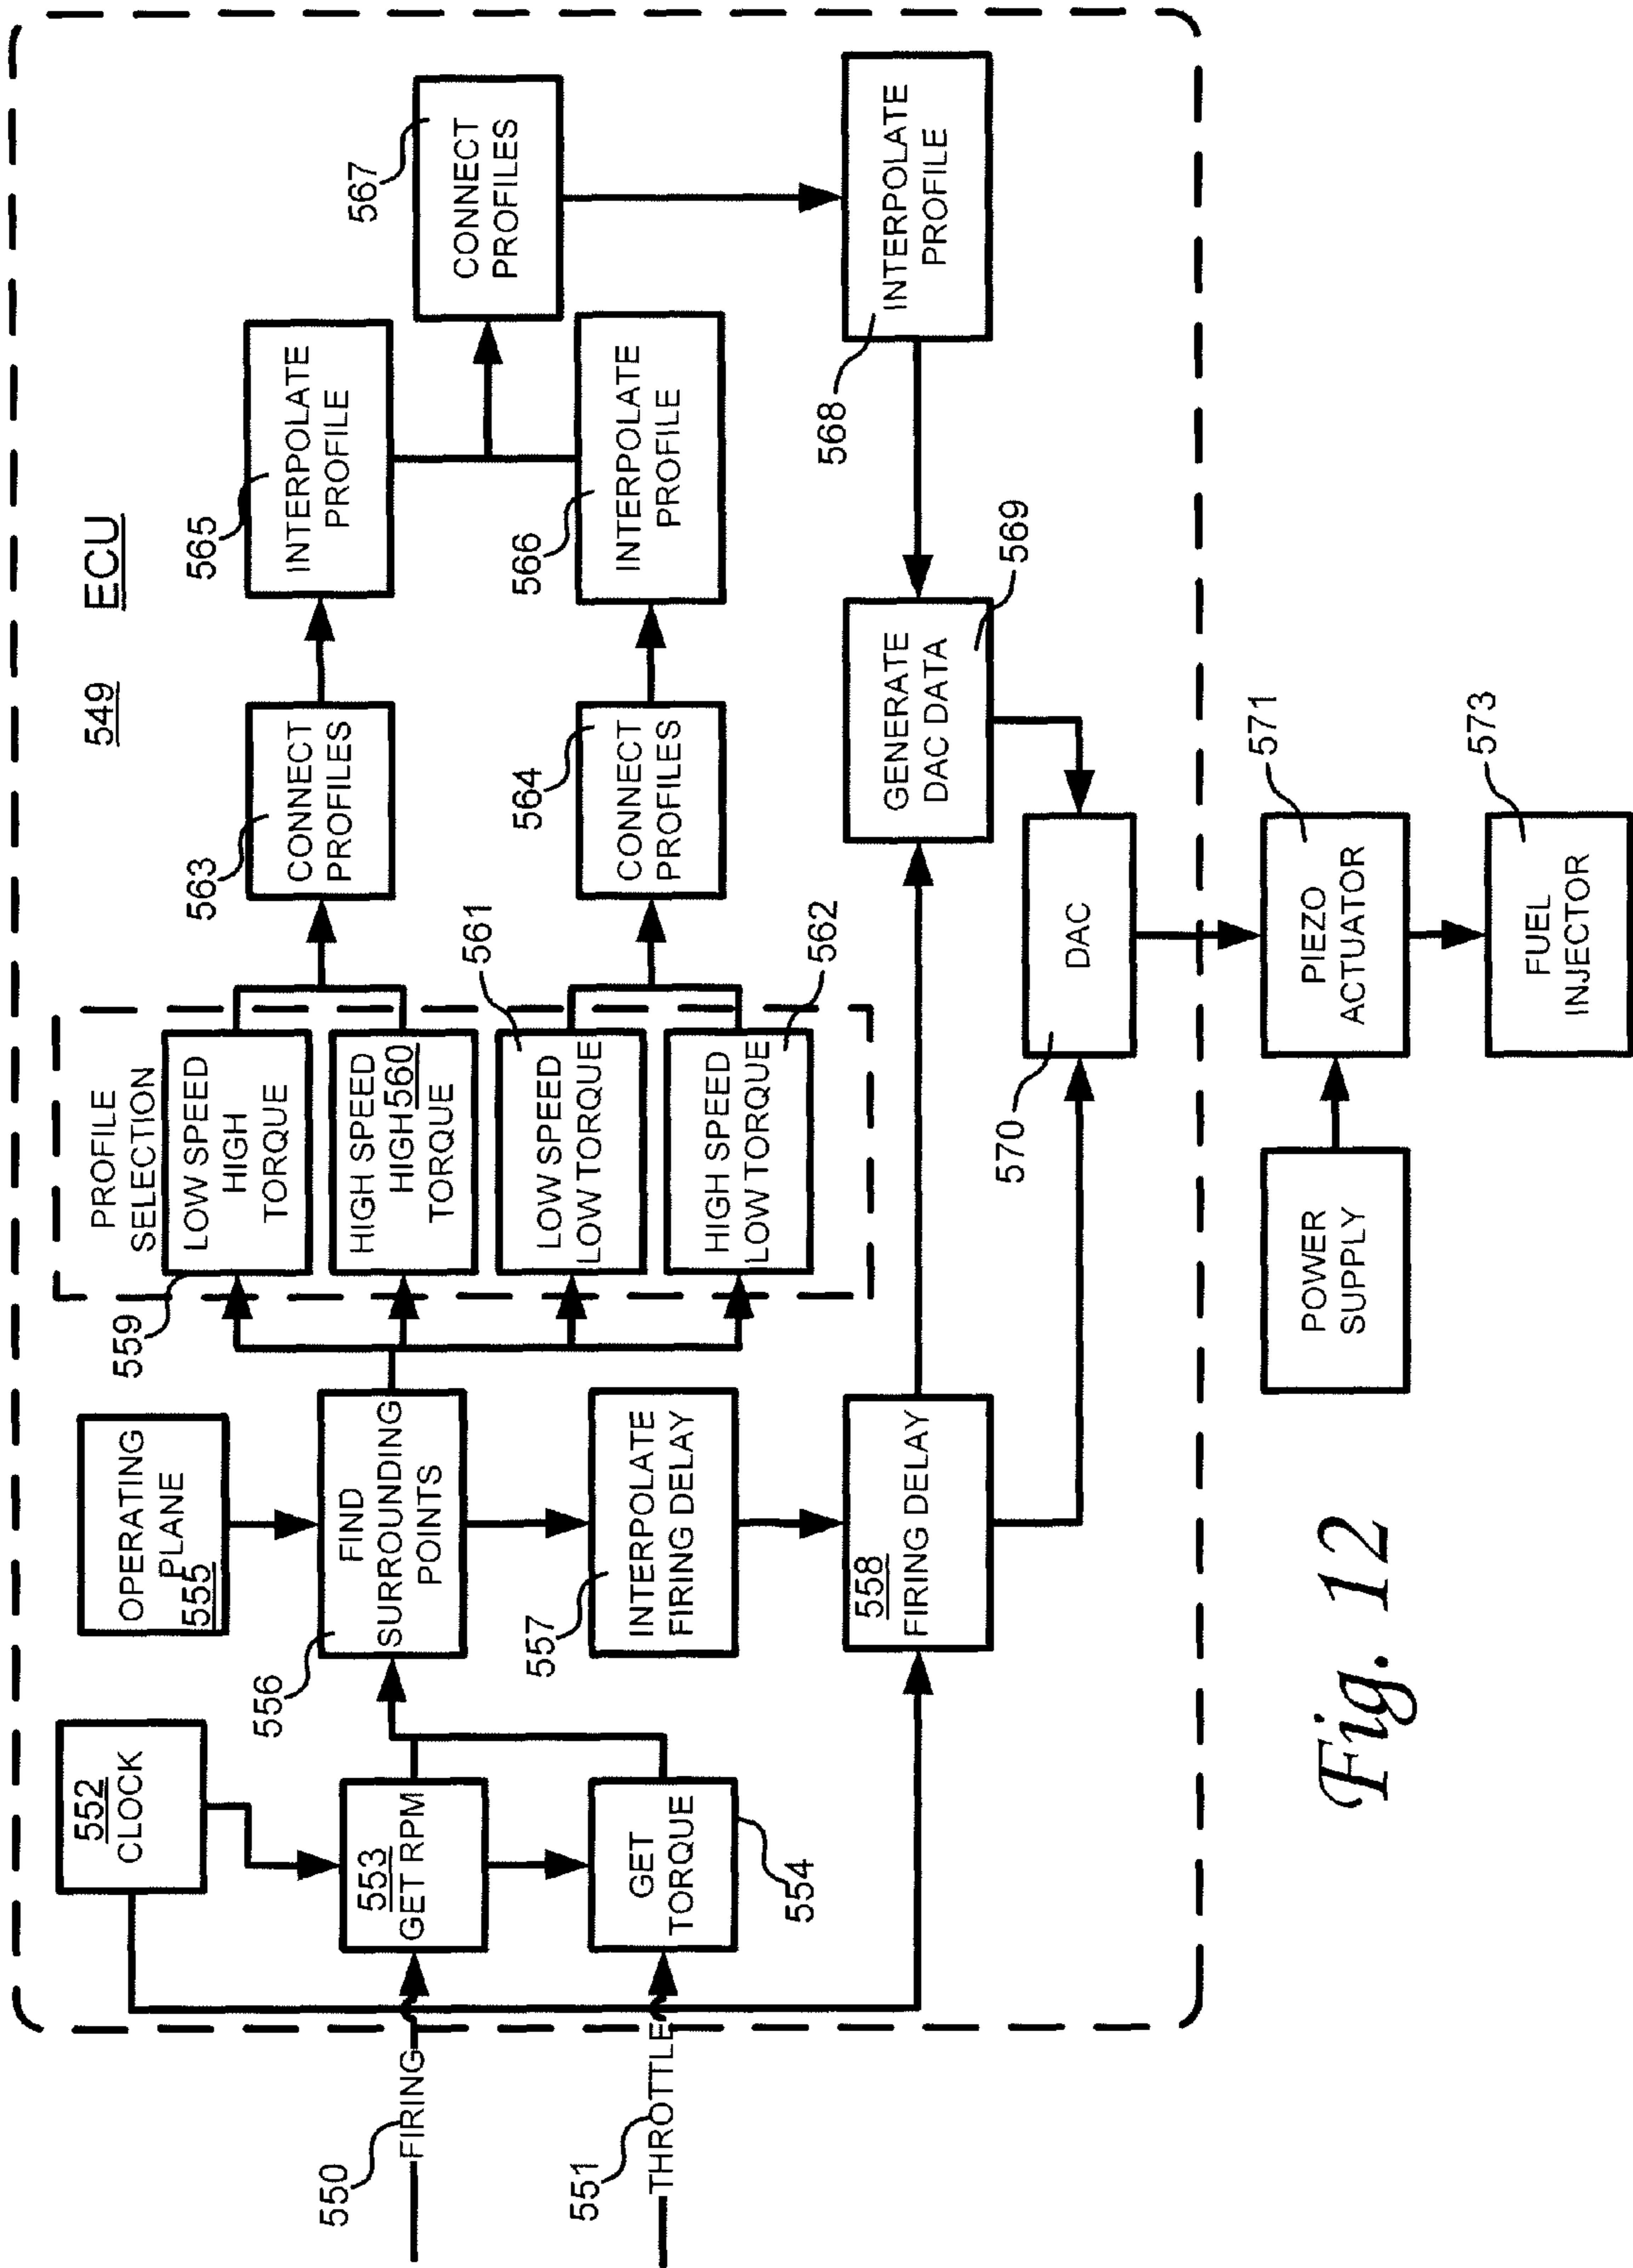 549 ECU
552
CLOCK
OPERATING
PLANE
555
PROFILE
SELECTION
559
LOW SPEED
HIGH
TORQUE
563
CONNECT
PROFILES
565
INTERPOLATE
PROFILE
567
CONNECT
PROFILES
550
FIRING
553
GET RPM
556
FIND
SURROUNDING
POINTS
HIGH SPEED
HIGH 560
TORQUE
551
THROTTLE
GET
TORQUE
554
557
INTERPOLATE
FIRING DELAY
561
LOW SPEED
LOW TORQUE
564
CONNECT
PROFILES
566
INTERPOLATE
PROFILE
562
HIGH SPEED
LOW TORQUE
558
FIRING DELAY
GENERATE
DAC DATA
569
568
INTERPOLATE
PROFILE
570
DAC
POWER
SUPPLY
PIEZO
ACTUATOR
571
FUEL
INJECTOR
573
Fig. 12